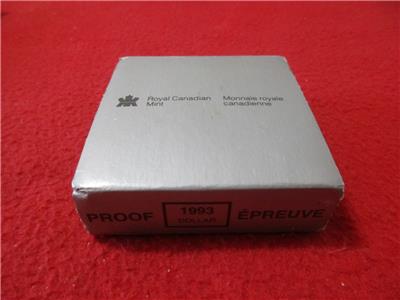 Royal Canadian Monnaie royale
Mint canadienne
PROOF 1993 ÉPREUVE
DOLLAR